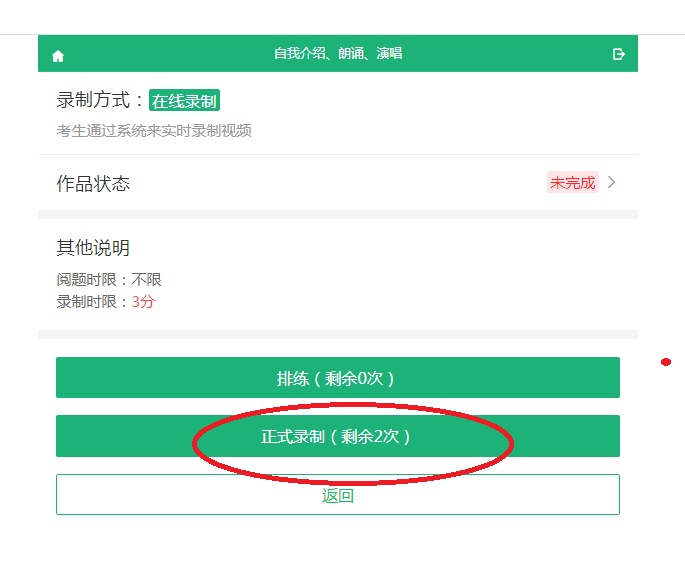 自我介绍、朗诵、演唱
录制方式：在线录制
考生通过系统来实时录制视频
作品状态 未完成
其他说明
阅题时限：不限
录制时限：3分
排练（剩余0次）
正式录制（剩余2次）
返回